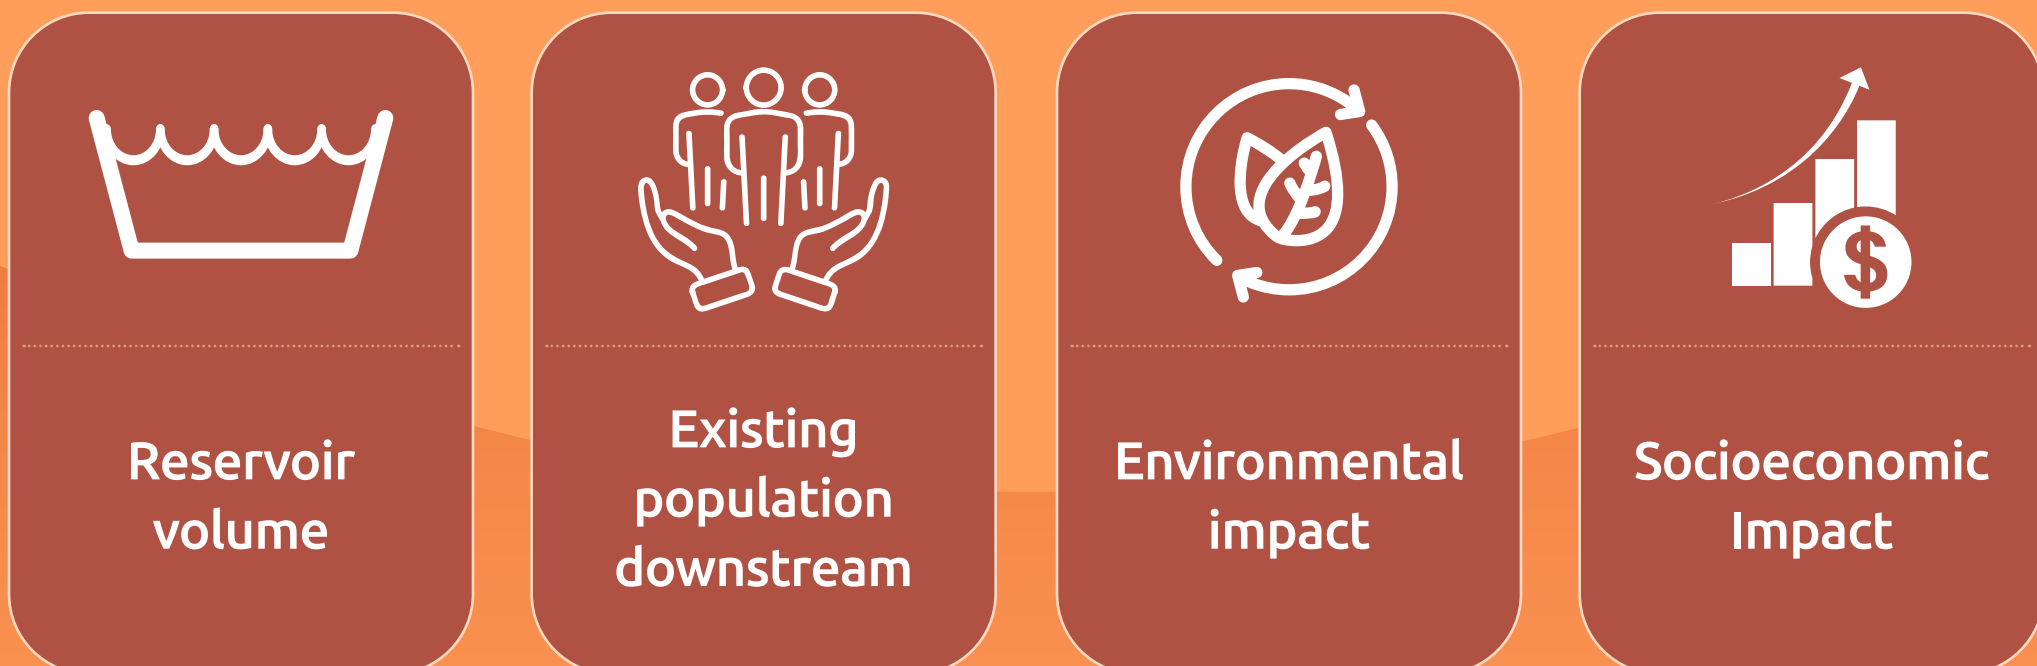 $
Reservoir
volume
Existing
population
downstream
Environmental
impact
Socioeconomic
Impact